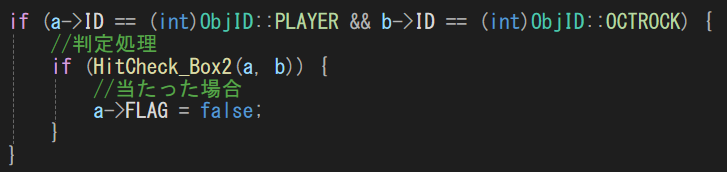 if (a->ID == (int)ObjID::PLAYER && b->ID == (int)ObjID::OCTROCK) {
    //判定処理
    if (HitCheck_Box2(a, b)) {
        //当たった場合
        a->FLAG = false;
    }
}